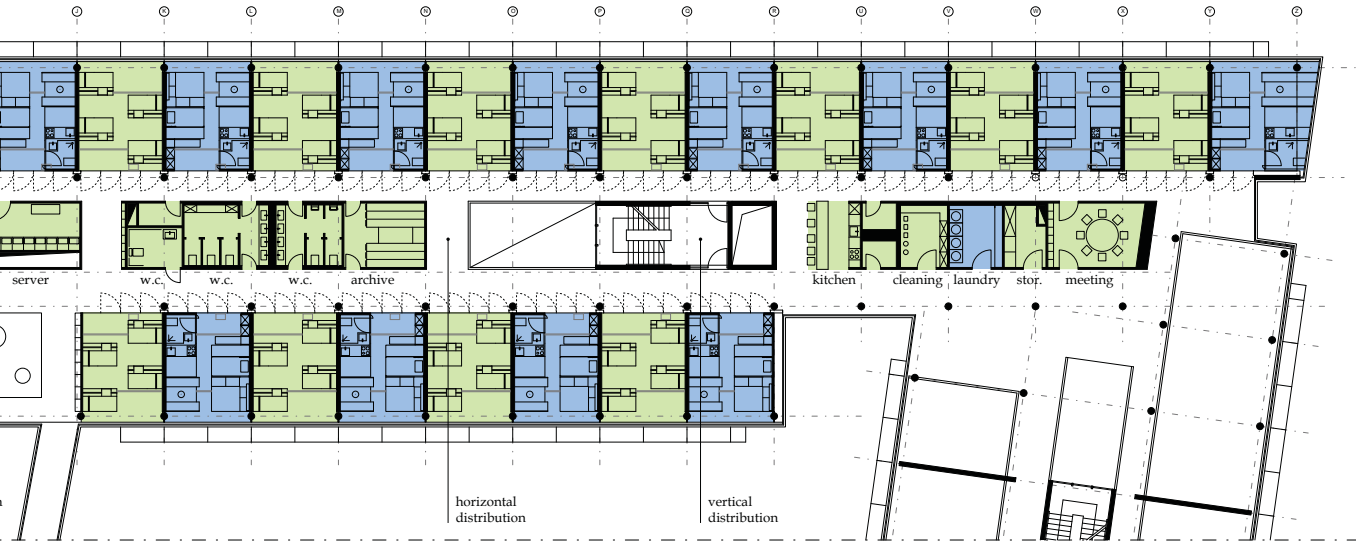 J K L M N O P Q R U V W X Y Z
server w.c. w.c. w.c. archive kitchen cleaning laundry stor. meeting
horizontal
distribution
vertical
distribution